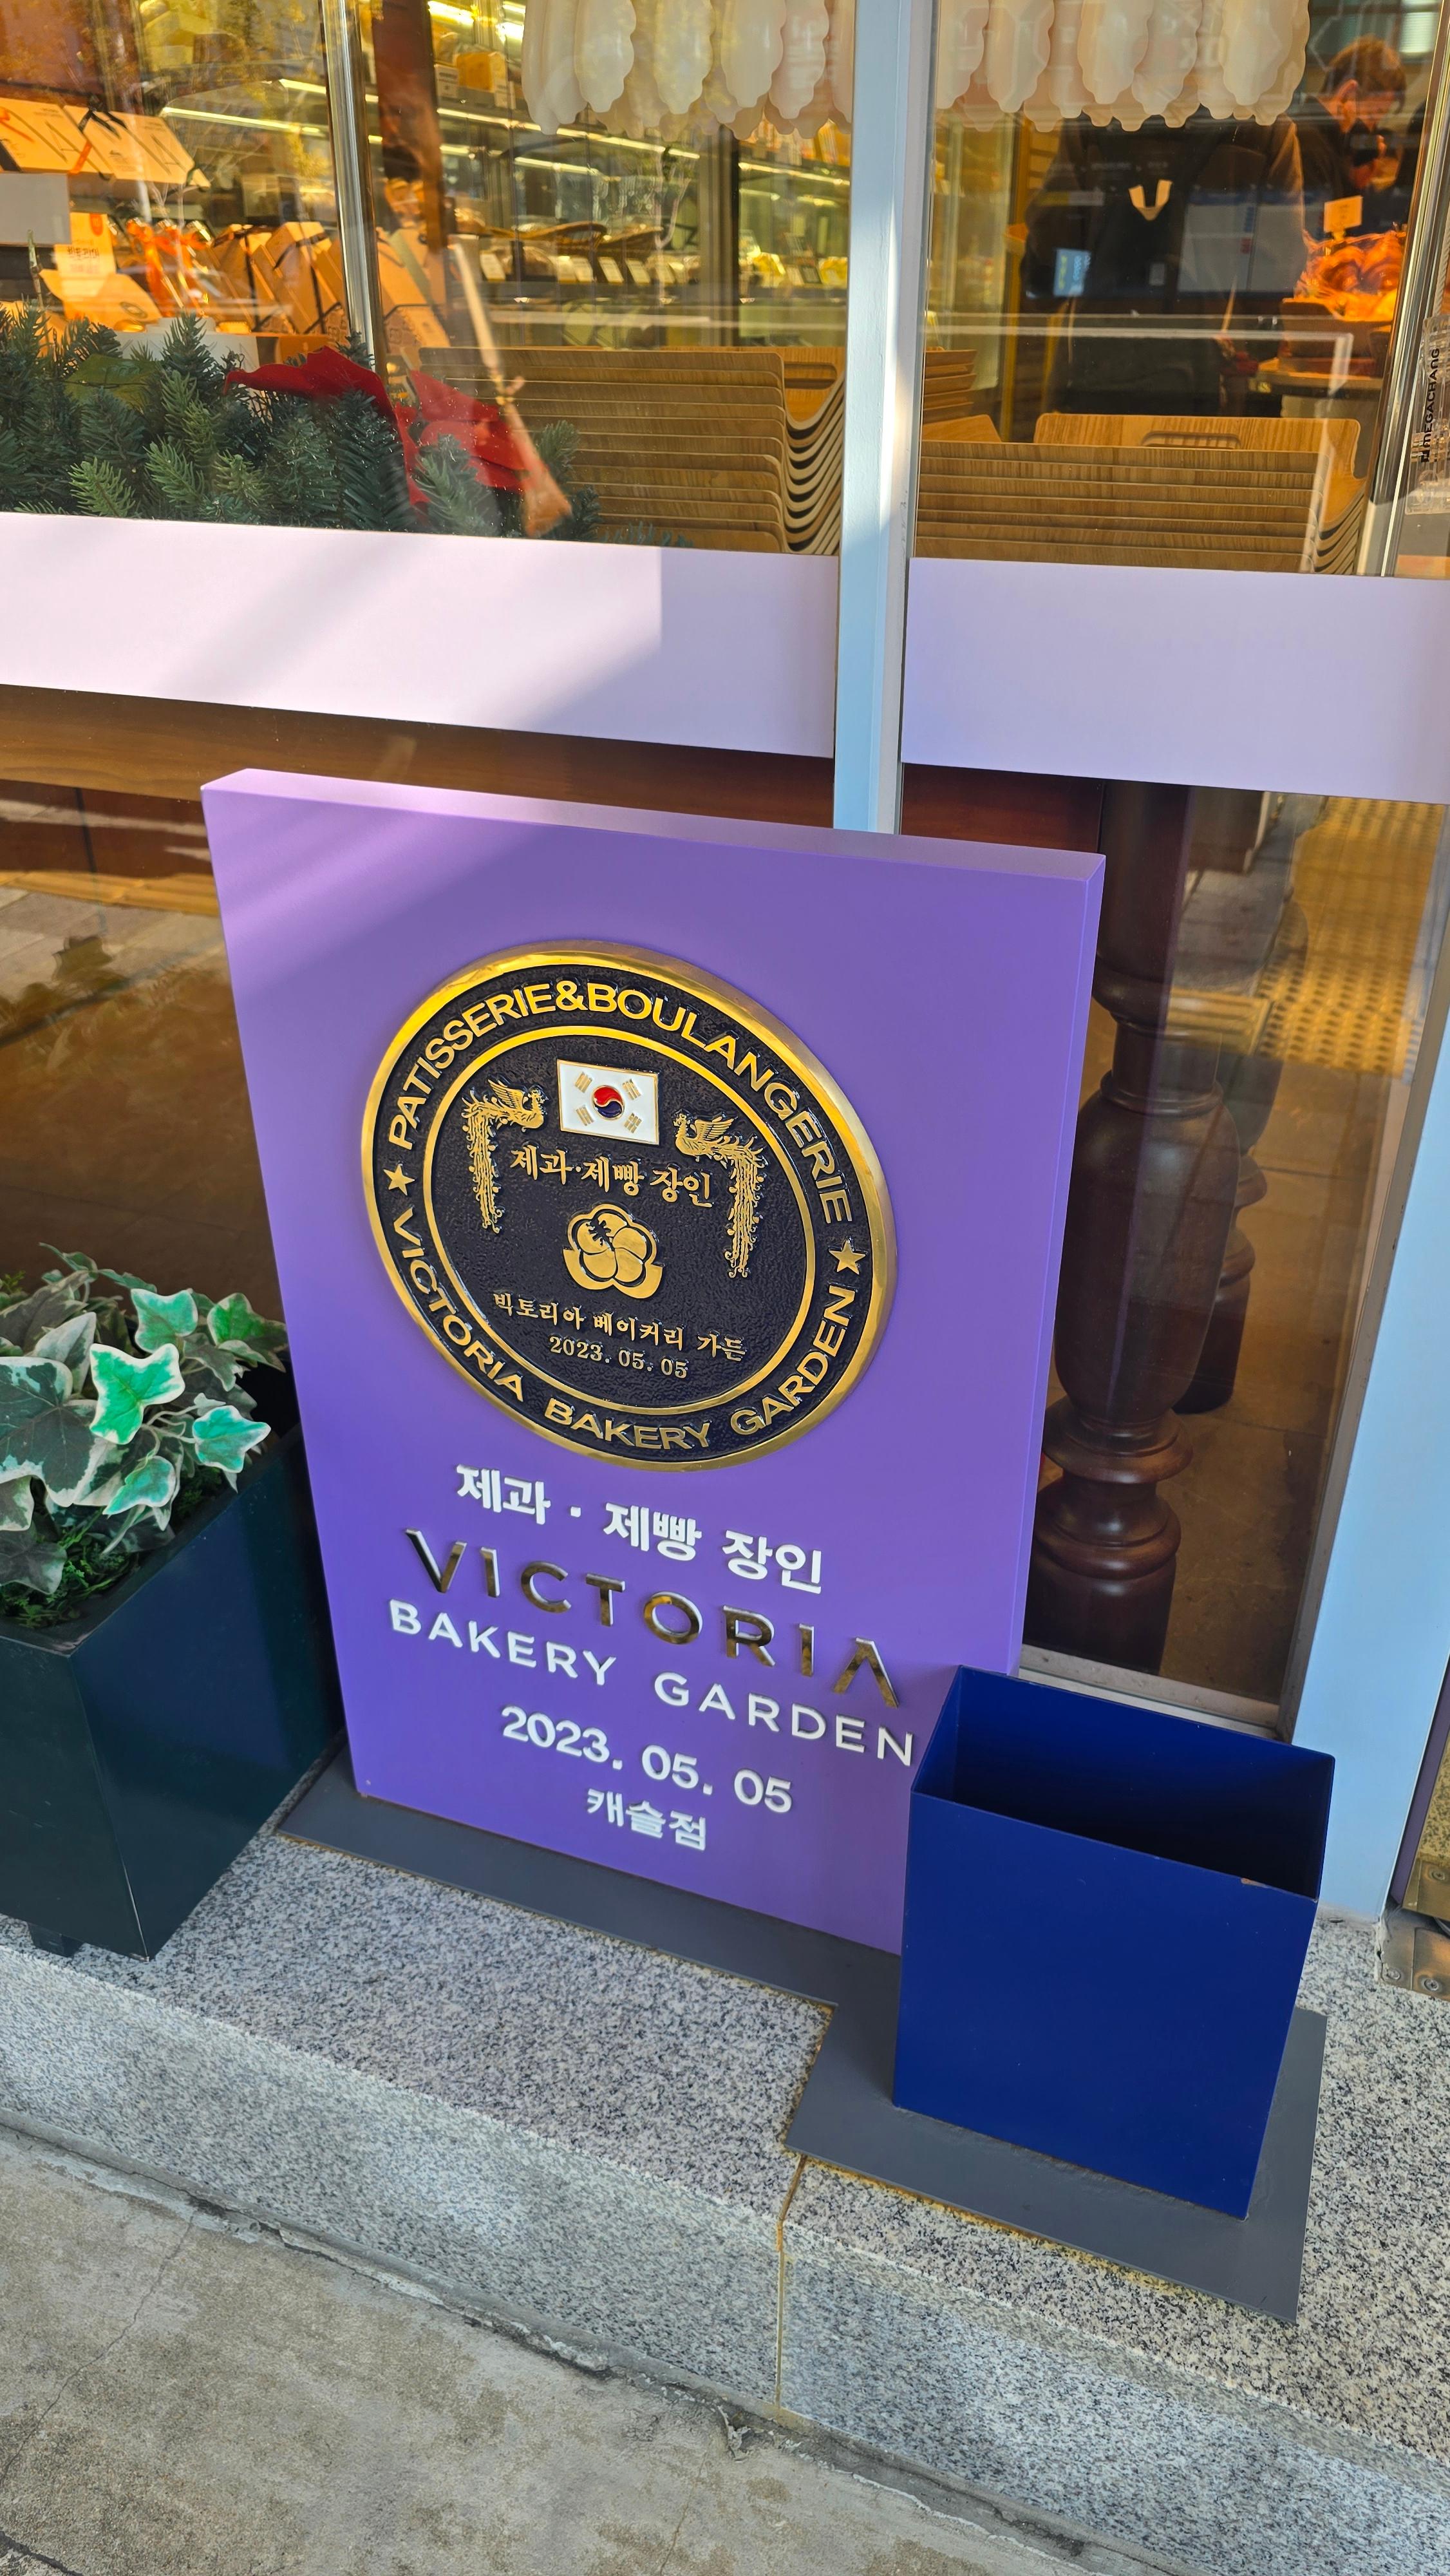 PATISSERIE&BOULANGERIE
제과·제빵 장인
빅토리아 베이커리 가든
2023. 05. 05
VICTORIA BAKERY GARDEN
제과 · 제빵 장인
VICTORIA
BAKERY GARDEN
2023. 05. 05
캐슬점
MEGACHANG